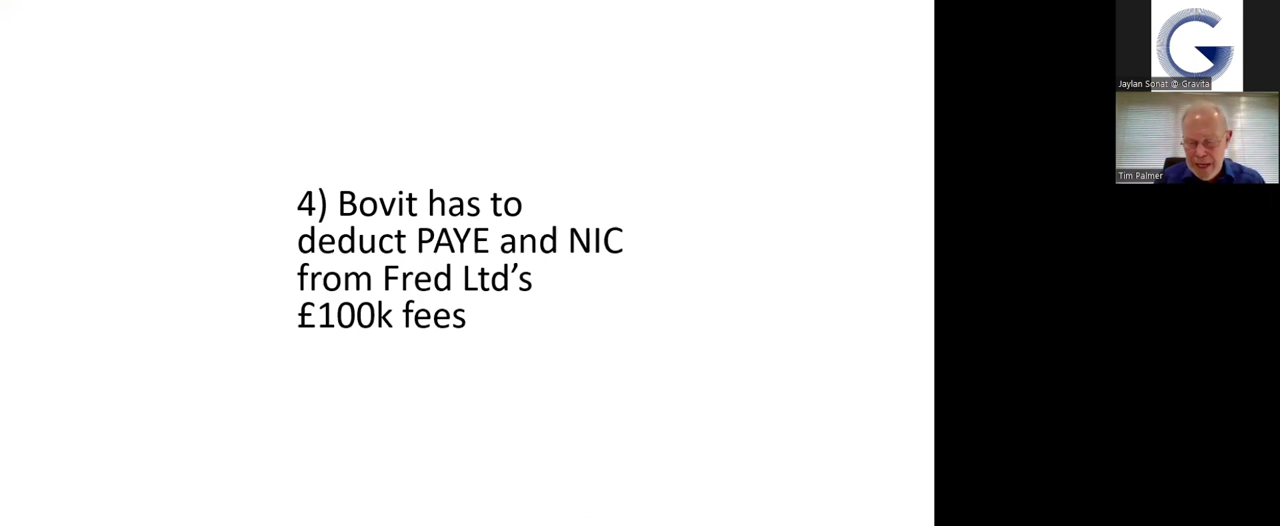 4) Bovit has to
deduct PAYE and NIC
from Fred Ltd’s
£100k fees
Jaylan Sonat @ Gravita
Tim Palmer